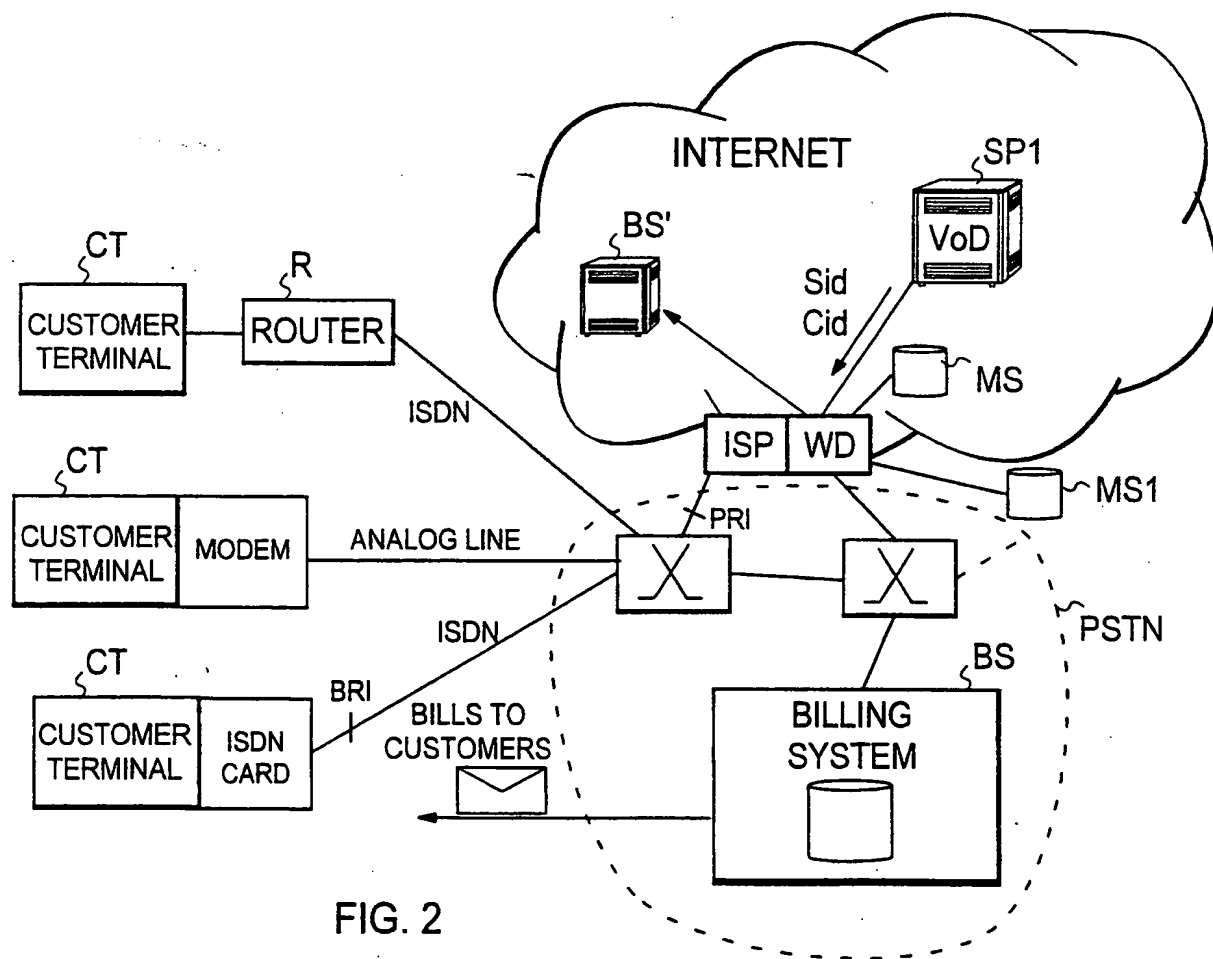 INTERNET
SP1
VoD
BS'
Sid
Cid
MS
CT
R
CUSTOMER
TERMINAL
ROUTER
ISDN
ISP
WD
MS1
PRI
CT
CUSTOMER
TERMINAL
MODEM
ANALOG LINE
ISDN
PSTN
CT
CUSTOMER
TERMINAL
ISDN
CARD
BRI
BILLS TO
CUSTOMERS
BS
BILLING
SYSTEM
FIG. 2